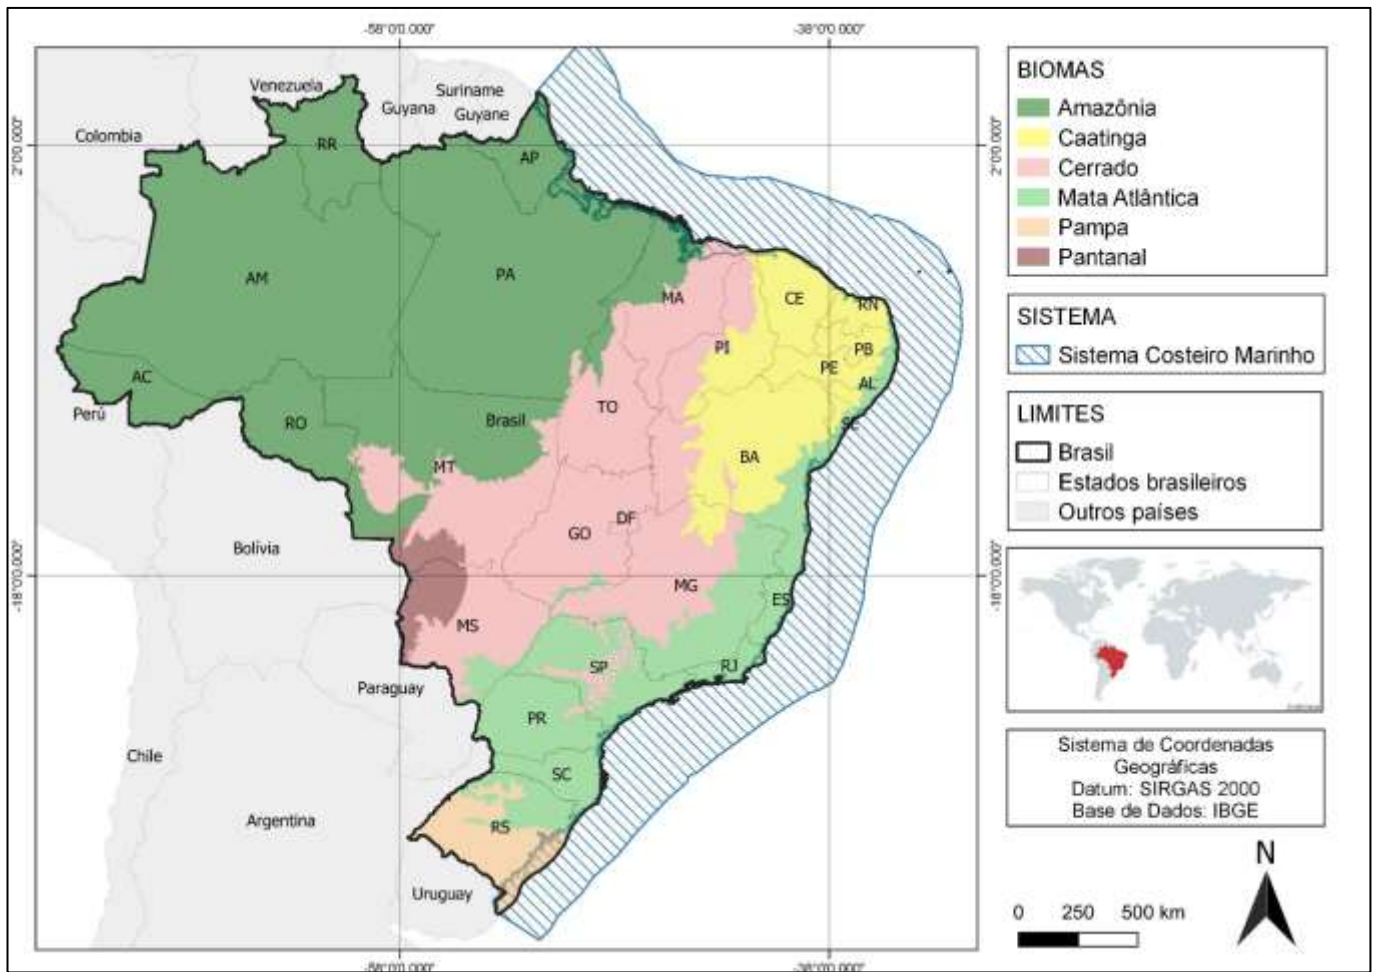 -58°0'0.000"
-38°0'0.000"
2°0'0.000"
2°0'0.000"
-18°0'0.000"
-18°0'0.000"
-58°0'0.000"
-38°0'0.000"
Venezuela
Suriname
Guyana
Guyane
Colombia
RR
AP
AM
PA
MA
CE
RN
PI
PB
PE
AC
AL
Perú
TO
RO
Brasil
SE
BA
MT
DF
GO
Bolívia
MG
ES
MS
SP
RJ
Paraguay
PR
Chile
SC
Argentina
RS
Uruguay
BIOMAS
Amazônia
Caatinga
Cerrado
Mata Atlântica
Pampa
Pantanal
SISTEMA
Sistema Costeiro Marinho
LIMITES
Brasil
Estados brasileiros
Outros países
Sistema de Coordenadas
Geográficas
Datum: SIRGAS 2000
Base de Dados: IBGE
N
0 250 500 km